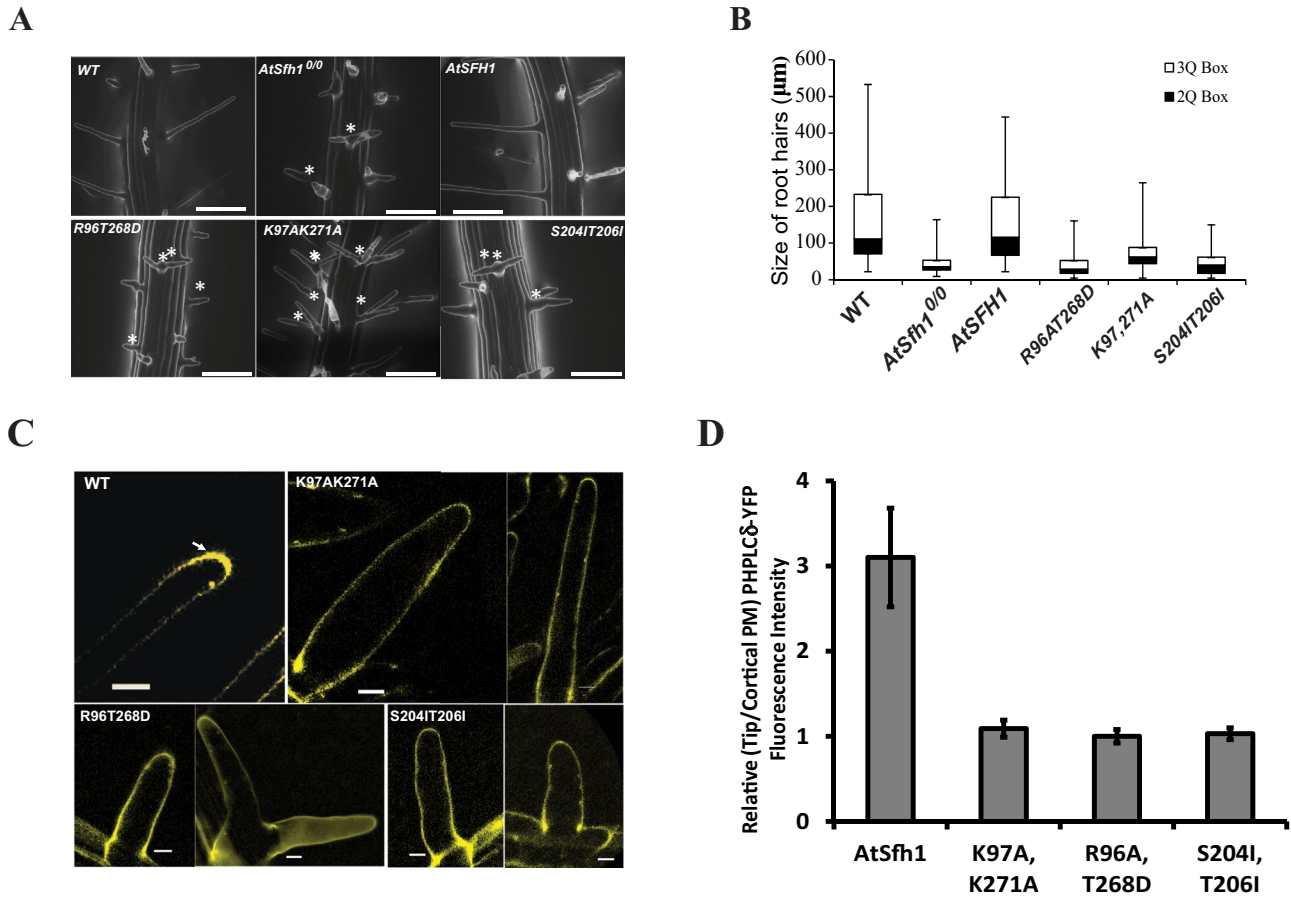 A
WT
AtSfh1 0/0
AtSFH1
*
*
R96T268D
K97AK271A
S204IT206I
* *
*
*
*
*
*
*
*
* *
*
B
Size of root hairs (µm)
600
500
400
300
200
100
0
3Q Box
2Q Box
WT
AtSfh1 0/0
AtSFH1
R96AT268D
K97,271A
S204IT206I
C
WT
K97AK271A
R96T268D
S204IT206I
D
Relative (Tip/Cortical PM) PHPLCδ-YFP
Fluorescence Intensity
4
3
2
1
0
AtSfh1
K97A,
K271A
R96A,
T268D
S204I,
T206I